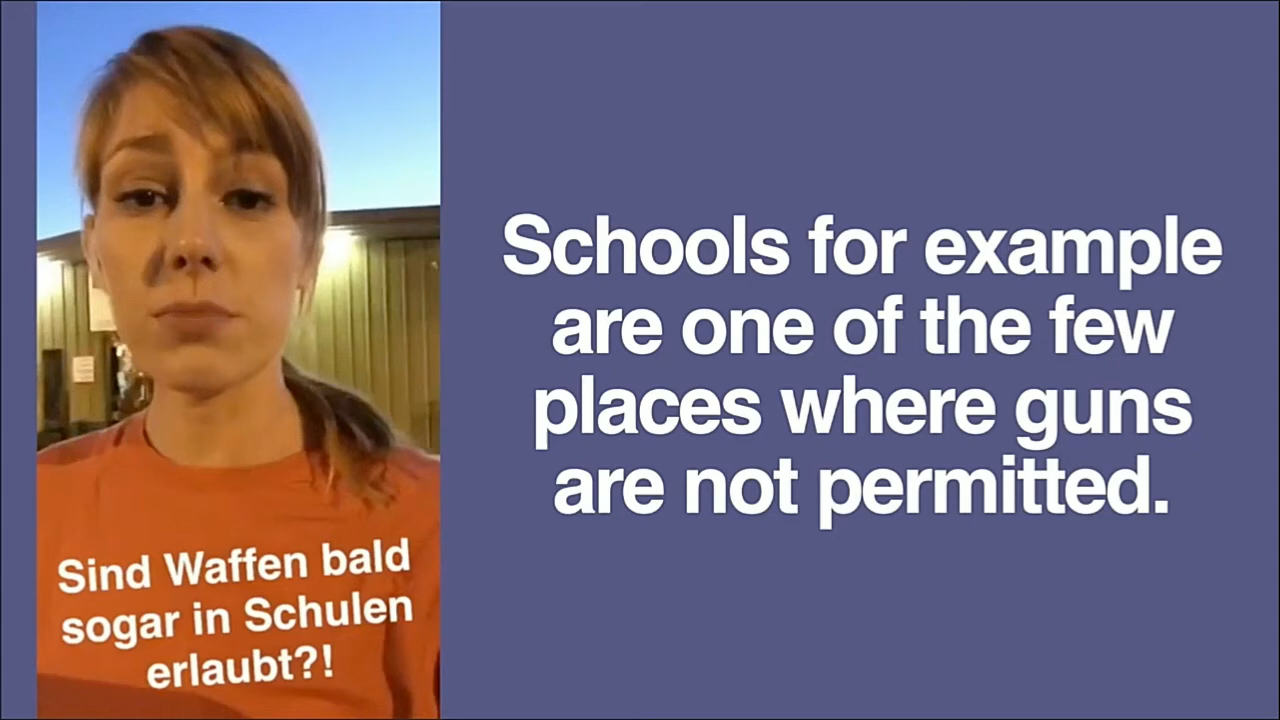 Sind Waffen bald
sogar in Schulen
erlaubt?!
Schools for example
are one of the few
places where guns
are not permitted.